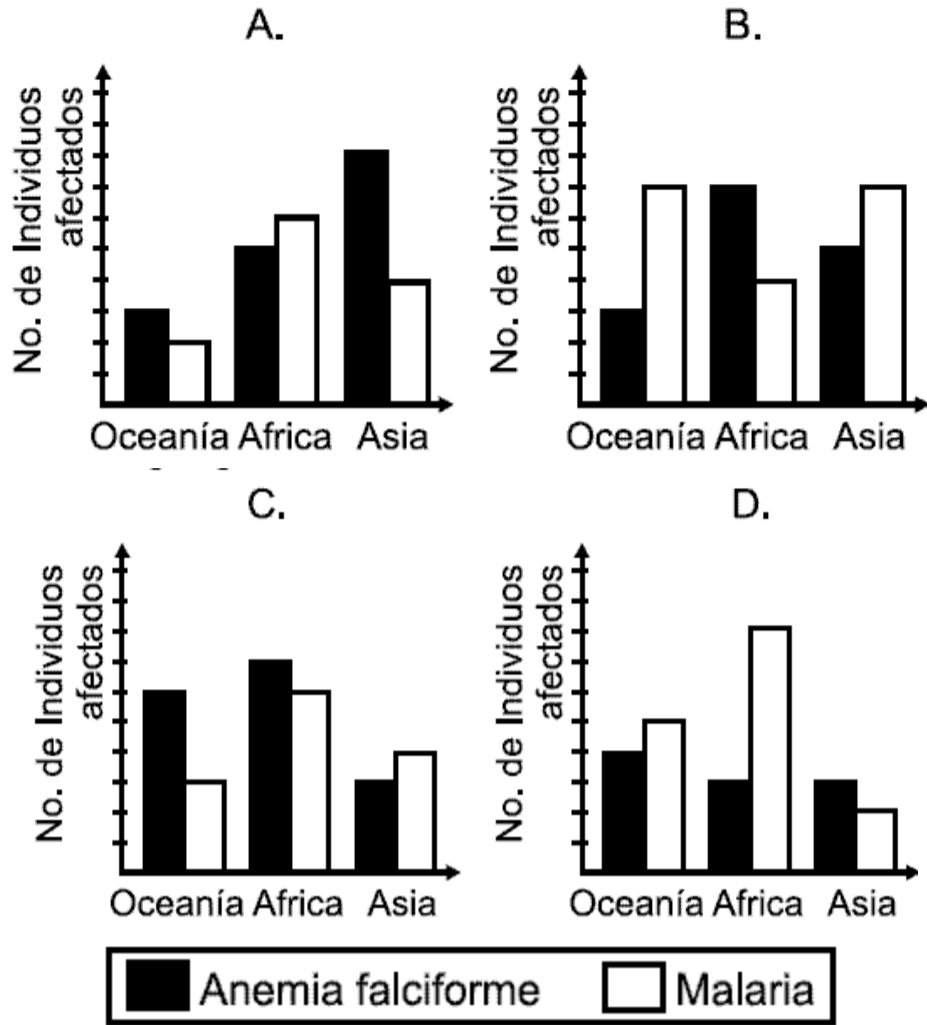 A.
No. de Individuos
afectados
Oceanía Africa Asia
B.
No. de Individuos
afectados
Oceanía Africa Asia
C.
No. de Individuos
afectados
Oceanía Africa Asia
D.
No. de Individuos
afectados
Oceanía Africa Asia
Anemia falciforme Malaria